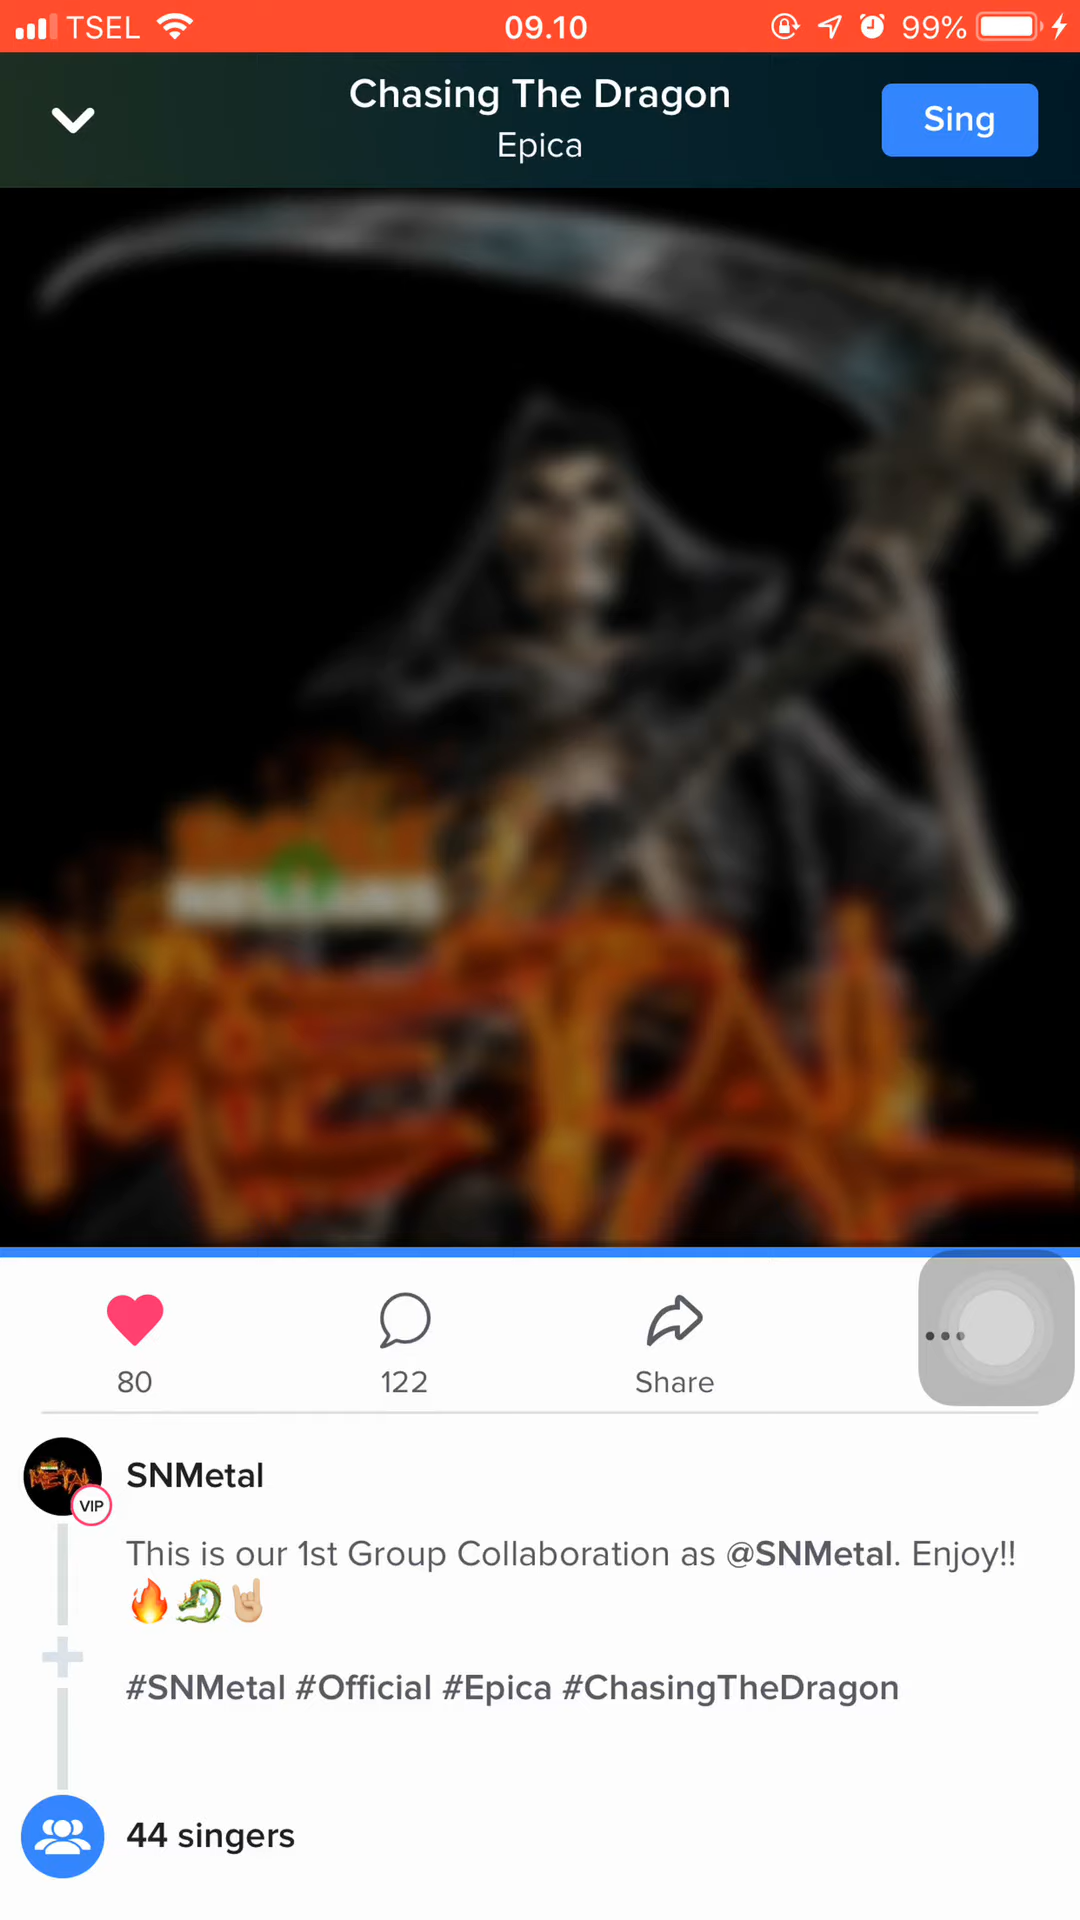 TSEL 09.10 99%
Chasing The Dragon
Epica
Sing
METAL
80 122 Share
SNMetal
VIP
This is our 1st Group Collaboration as @SNMetal. Enjoy!!
🔥🐉🤘🏼
#SNMetal #Official #Epica #ChasingTheDragon
44 singers